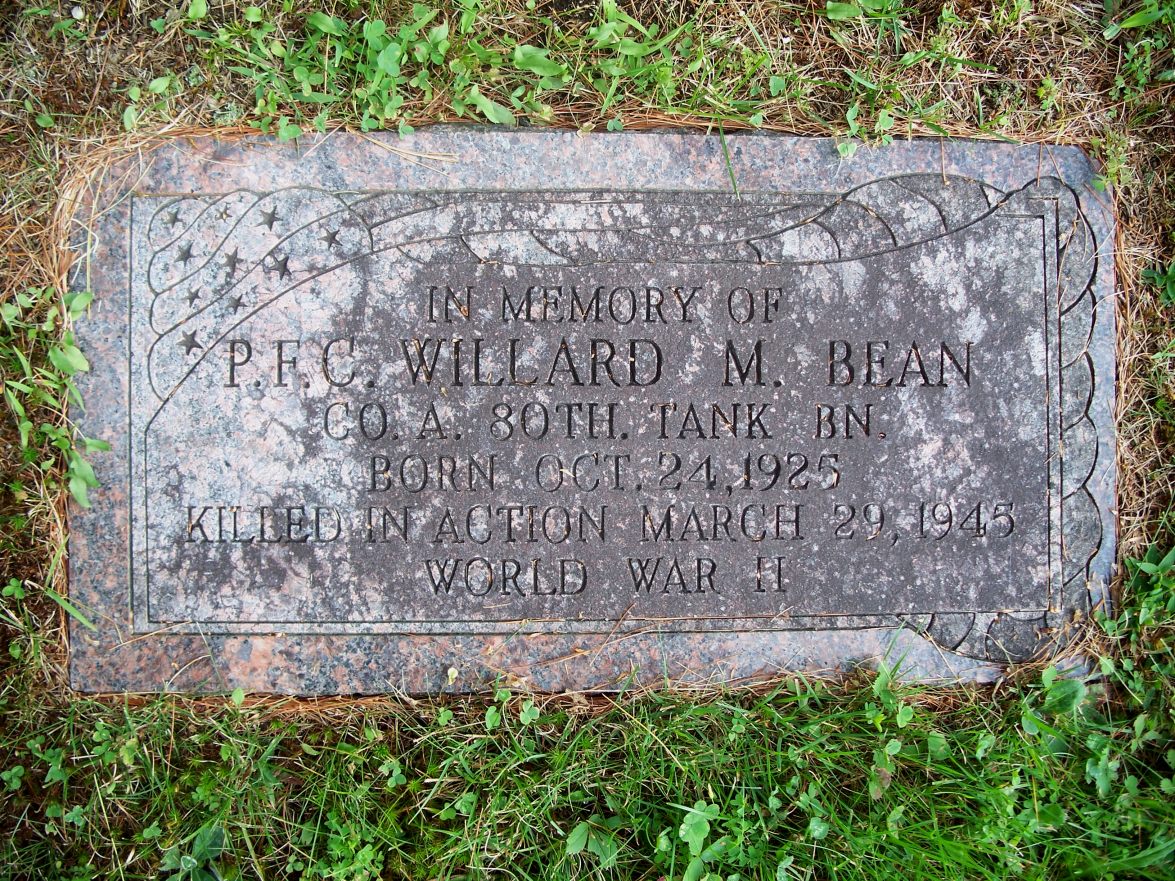 IN MEMORY OF
P.F.C. WILLARD M. BEAN
CO. A. 80TH. TANK BN.
BORN OCT. 24, 1925
KILLED IN ACTION MARCH 29, 1945
WORLD WAR II